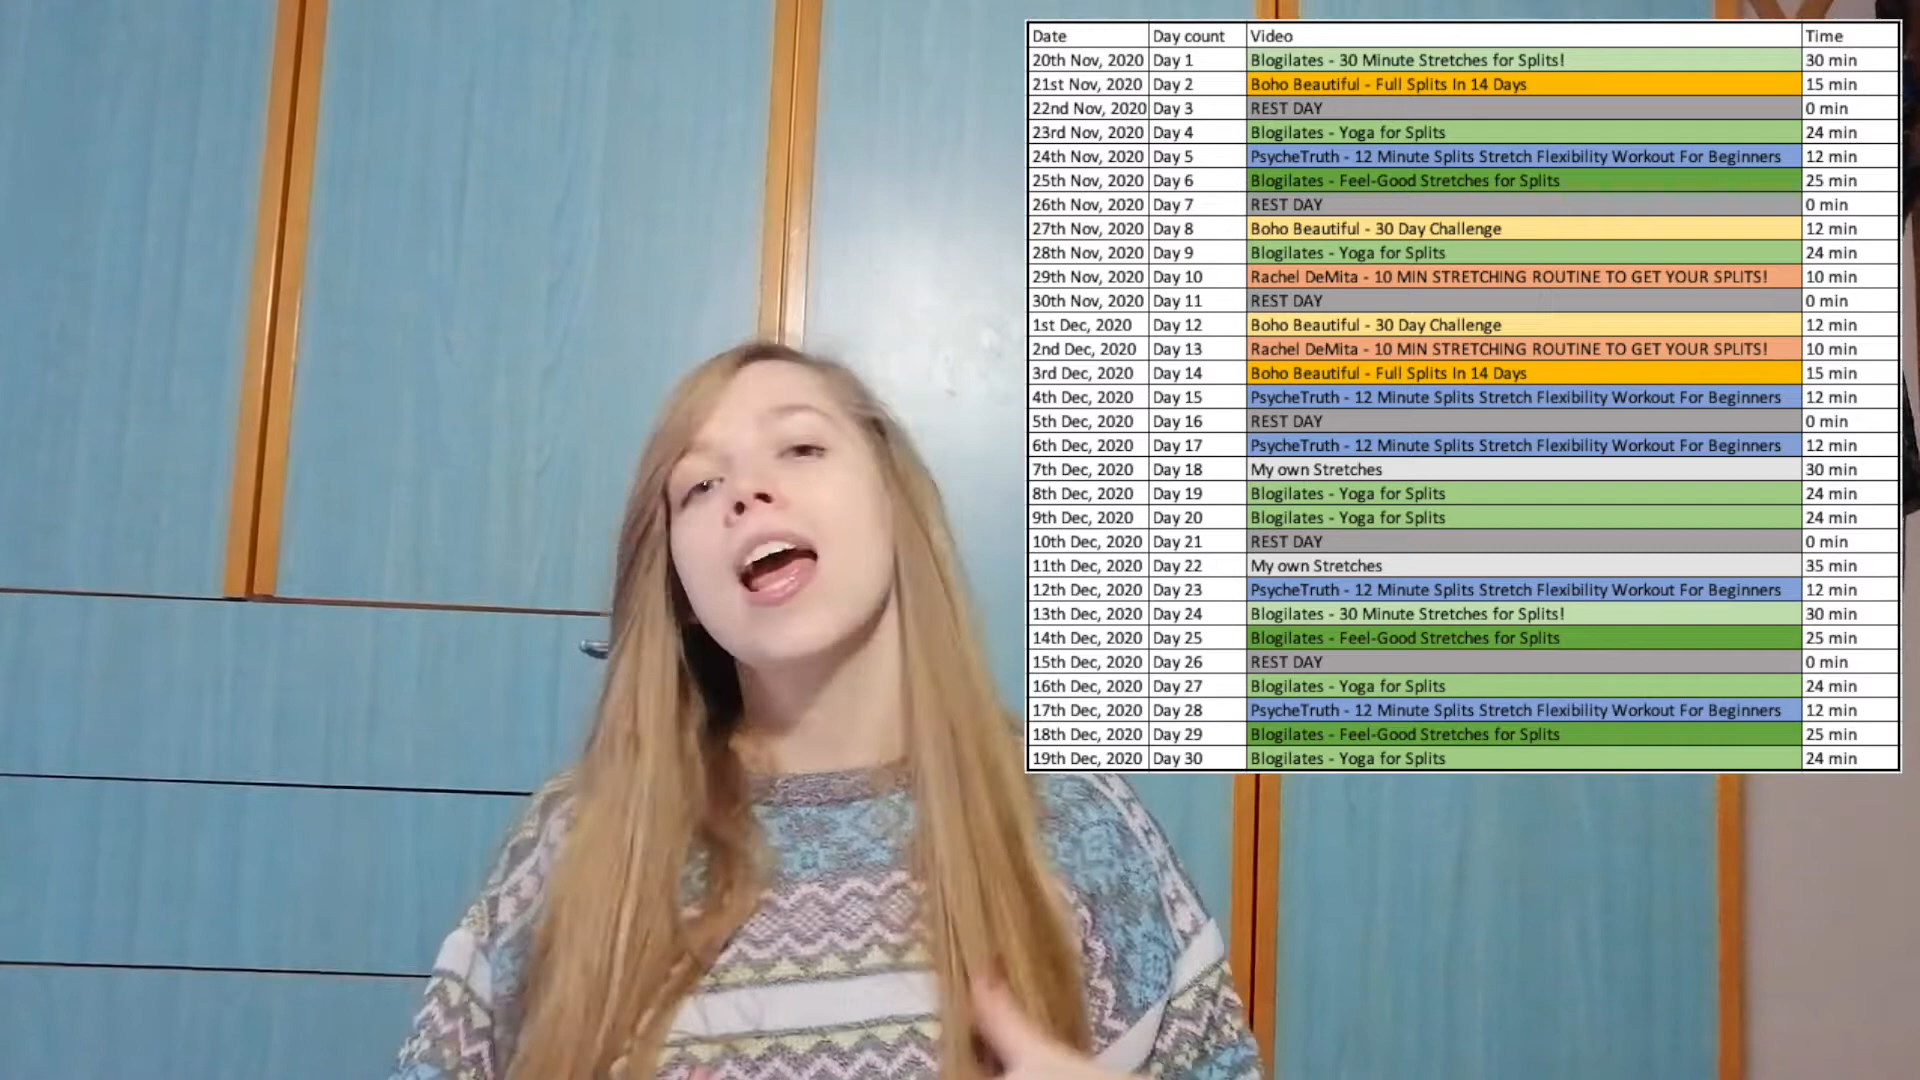 Date Day count Video Time
20th Nov, 2020 Day 1 Blogilates - 30 Minute Stretches for Splits! 30 min
21st Nov, 2020 Day 2 Boho Beautiful - Full Splits In 14 Days 15 min
22nd Nov, 2020 Day 3 REST DAY 0 min
23rd Nov, 2020 Day 4 Blogilates - Yoga for Splits 24 min
24th Nov, 2020 Day 5 PsycheTruth - 12 Minute Splits Stretch Flexibility Workout For Beginners 12 min
25th Nov, 2020 Day 6 Blogilates - Feel-Good Stretches for Splits 25 min
26th Nov, 2020 Day 7 REST DAY 0 min
27th Nov, 2020 Day 8 Boho Beautiful - 30 Day Challenge 12 min
28th Nov, 2020 Day 9 Blogilates - Yoga for Splits 24 min
29th Nov, 2020 Day 10 Rachel DeMita - 10 MIN STRETCHING ROUTINE TO GET YOUR SPLITS! 10 min
30th Nov, 2020 Day 11 REST DAY 0 min
1st Dec, 2020 Day 12 Boho Beautiful - 30 Day Challenge 12 min
2nd Dec, 2020 Day 13 Rachel DeMita - 10 MIN STRETCHING ROUTINE TO GET YOUR SPLITS! 10 min
3rd Dec, 2020 Day 14 Boho Beautiful - Full Splits In 14 Days 15 min
4th Dec, 2020 Day 15 PsycheTruth - 12 Minute Splits Stretch Flexibility Workout For Beginners 12 min
5th Dec, 2020 Day 16 REST DAY 0 min
6th Dec, 2020 Day 17 PsycheTruth - 12 Minute Splits Stretch Flexibility Workout For Beginners 12 min
7th Dec, 2020 Day 18 My own Stretches 30 min
8th Dec, 2020 Day 19 Blogilates - Yoga for Splits 24 min
9th Dec, 2020 Day 20 Blogilates - Yoga for Splits 24 min
10th Dec, 2020 Day 21 REST DAY 0 min
11th Dec, 2020 Day 22 My own Stretches 35 min
12th Dec, 2020 Day 23 PsycheTruth - 12 Minute Splits Stretch Flexibility Workout For Beginners 12 min
13th Dec, 2020 Day 24 Blogilates - 30 Minute Stretches for Splits! 30 min
14th Dec, 2020 Day 25 Blogilates - Feel-Good Stretches for Splits 25 min
15th Dec, 2020 Day 26 REST DAY 0 min
16th Dec, 2020 Day 27 Blogilates - Yoga for Splits 24 min
17th Dec, 2020 Day 28 PsycheTruth - 12 Minute Splits Stretch Flexibility Workout For Beginners 12 min
18th Dec, 2020 Day 29 Blogilates - Feel-Good Stretches for Splits 25 min
19th Dec, 2020 Day 30 Blogilates - Yoga for Splits 24 min